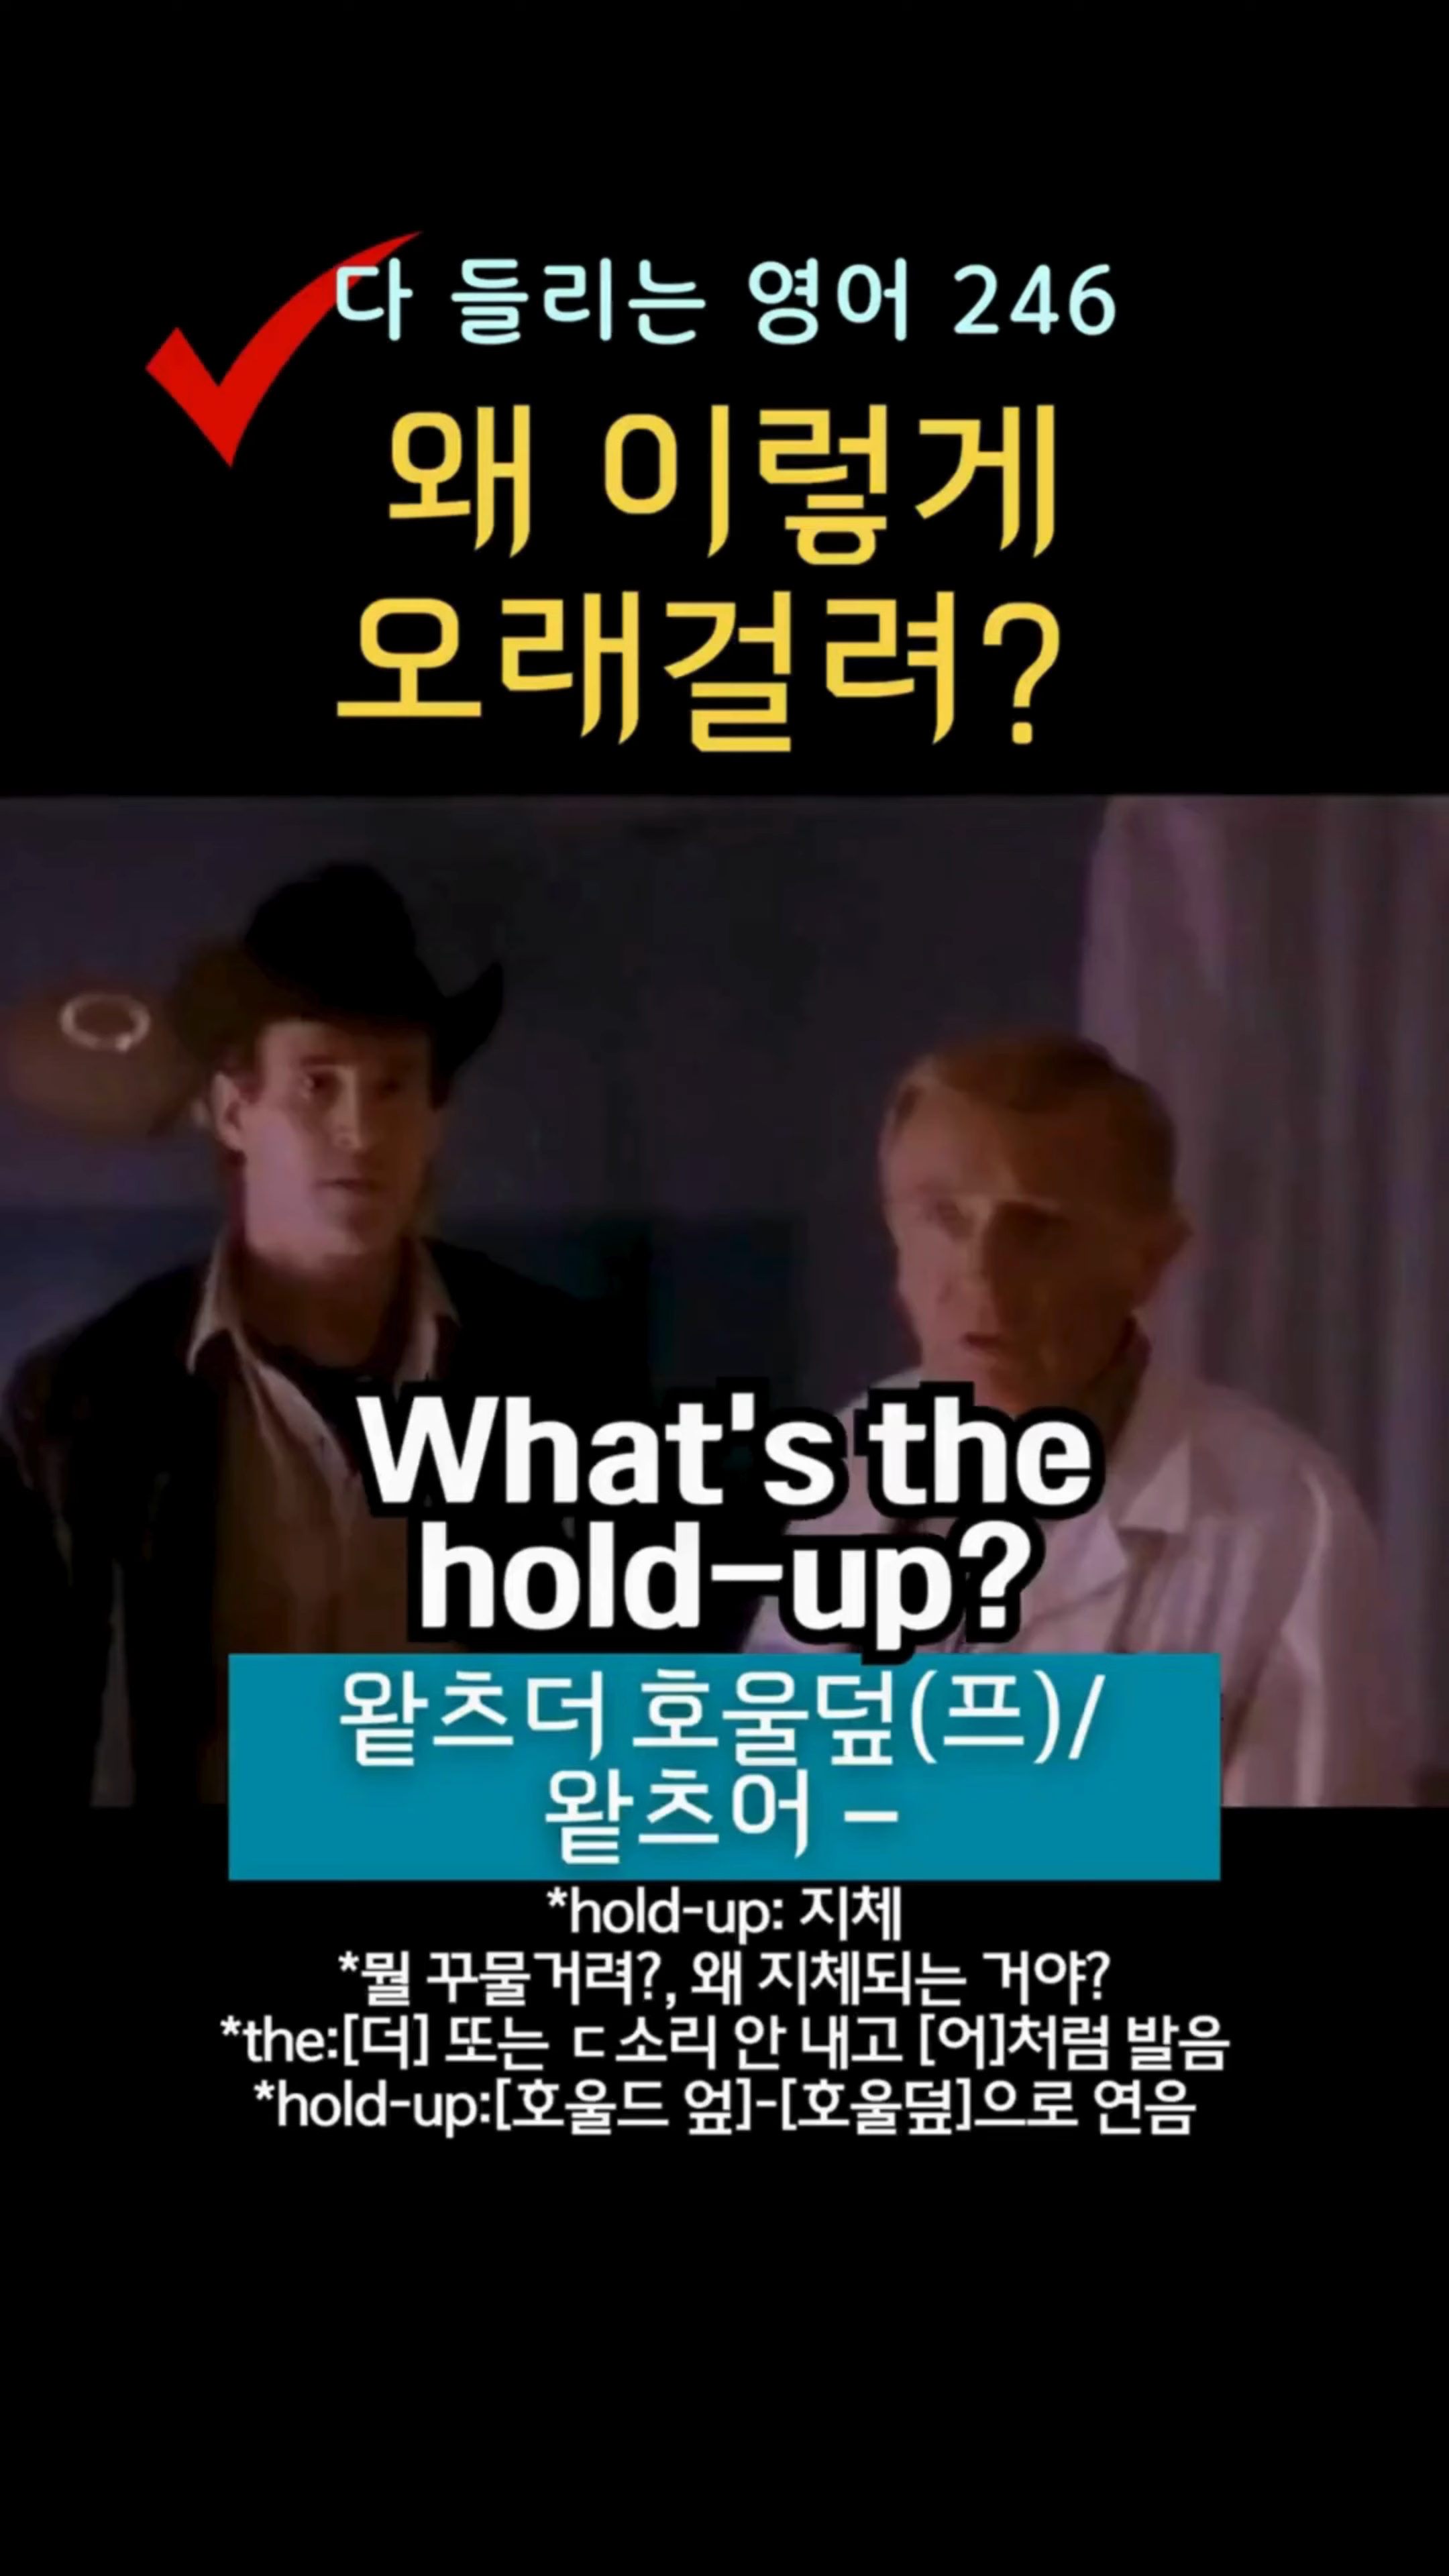 다 들리는 영어 246
왜 이렇게
오래걸려?
What's the
hold-up?
왙츠더 호울덮(프)/
왙츠어 –
*hold-up: 지체
*뭘 꾸물거려?, 왜 지체되는 거야?
*the:[더] 또는 ㄷ소리 안 내고 [어]처럼 발음
*hold-up:[호울드 엎]-[호울덮]으로 연음